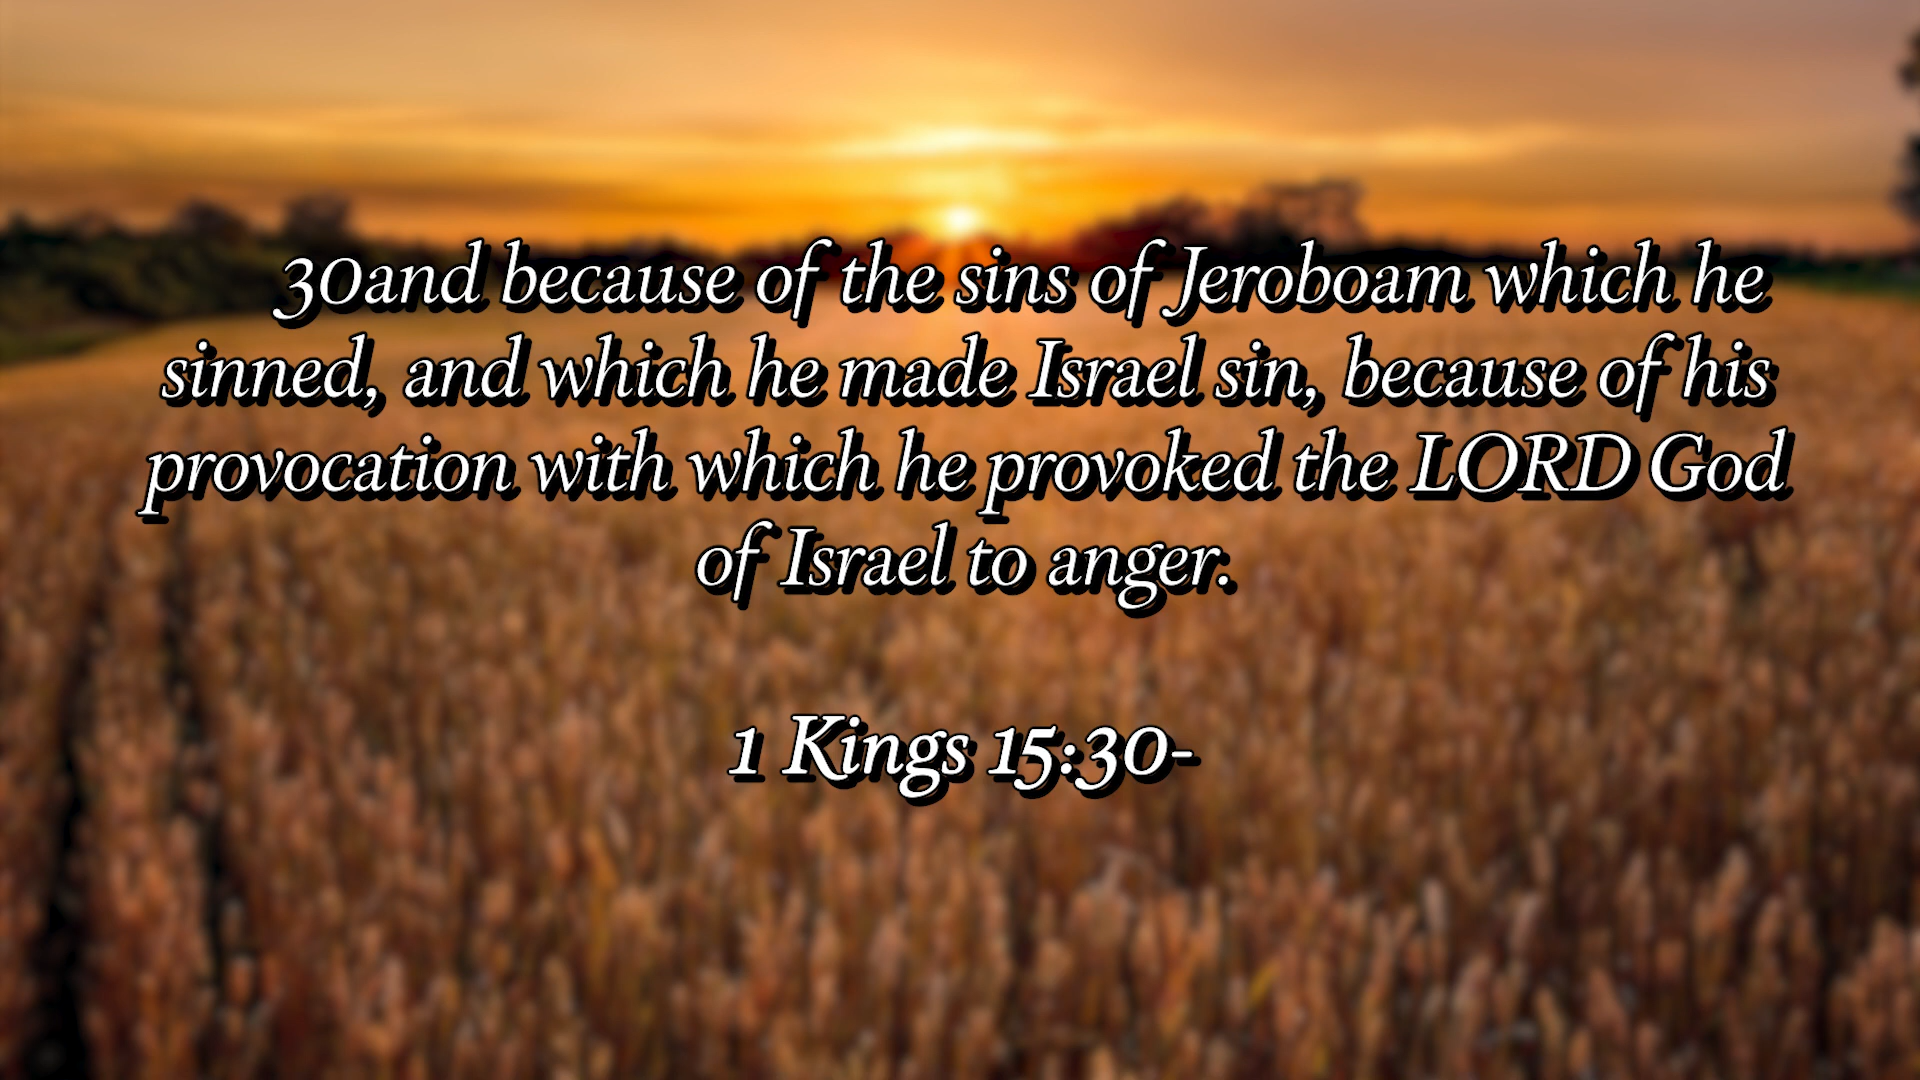 30and because of the sins of Jeroboam which he
sinned, and which he made Israel sin, because of his
provocation with which he provoked the LORD God
of Israel to anger.
1 Kings 15:30-